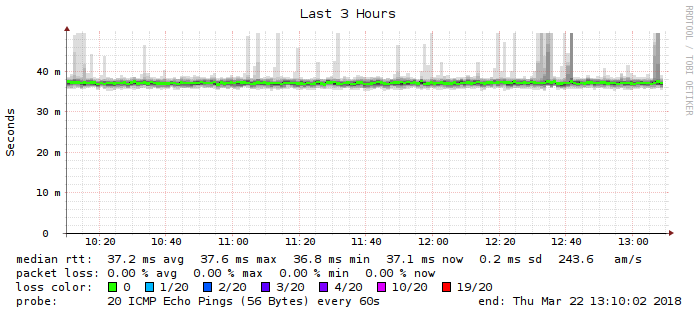 Last 3 Hours
RRDTOOL / TOBI OETIKER
Seconds
40 m
30 m
20 m
10 m
0
10:20 10:40 11:00 11:20 11:40 12:00 12:20 12:40 13:00
median rtt: 37.2 ms avg 37.6 ms max 36.8 ms min 37.1 ms now 0.2 ms sd 243.6 am/s
packet loss: 0.00 % avg 0.00 % max 0.00 % min 0.00 % now
loss color: 0 1/20 2/20 3/20 4/20 10/20 19/20
probe: 20 ICMP Echo Pings (56 Bytes) every 60s end: Thu Mar 22 13:10:02 2018